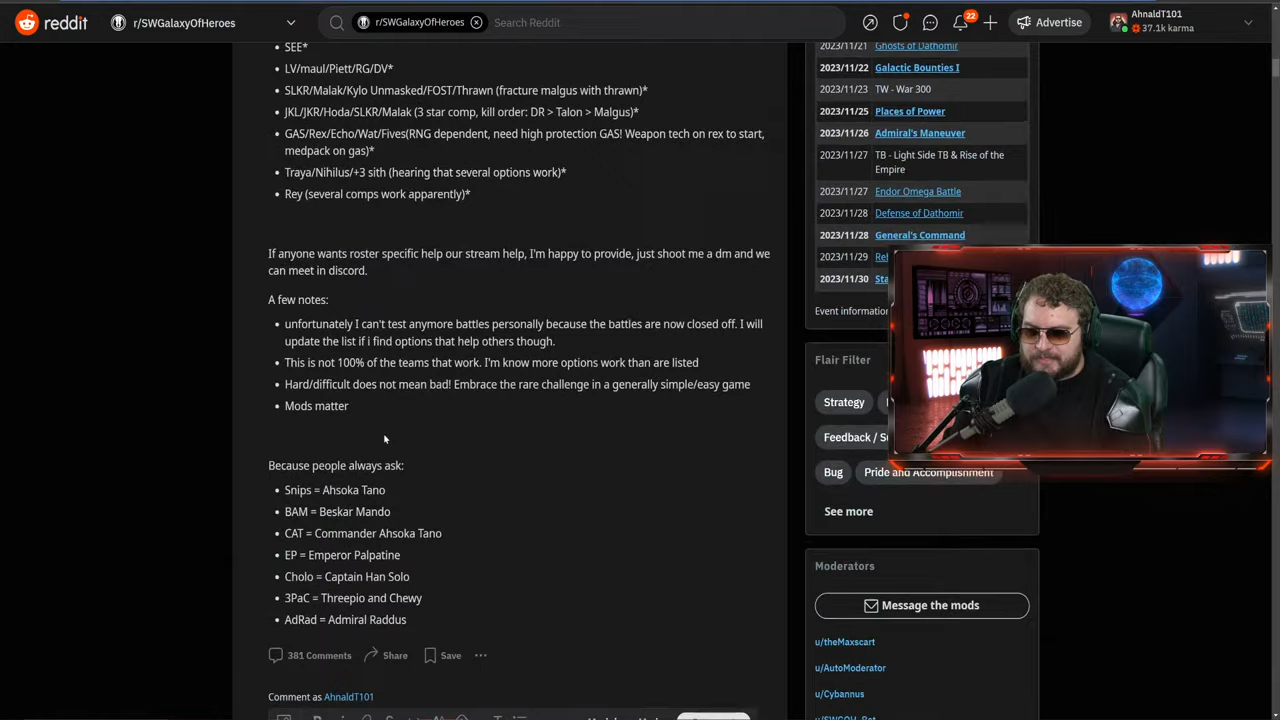 reddit
r/SWGalaxyOfHeroes
r/SWGalaxyOfHeroes
Search Reddit
22
Advertise
AhnaldT101
37.1k karma
SEE*
LV/maul/Piett/RG/DV*
SLKR/Malak/Kylo Unmasked/FOST/Thrawn (fracture malgus with thrawn)*
JKL/JKR/Hoda/SLKR/Malak (3 star comp, kill order: DR > Talon > Malgus)*
GAS/Rex/Echo/Wat/Fives(RNG dependent, need high protection GAS! Weapon tech on rex to start,
medpack on gas)*
Traya/Nihilus/+3 sith (hearing that several options work)*
Rey (several comps work apparently)*
If anyone wants roster specific help our stream help, I'm happy to provide, just shoot me a dm and we
can meet in discord.
A few notes:
unfortunately I can't test anymore battles personally because the battles are now closed off. I will
update the list if i find options that help others though.
This is not 100% of the teams that work. I'm know more options work than are listed
Hard/difficult does not mean bad! Embrace the rare challenge in a generally simple/easy game
Mods matter
Because people always ask:
Snips = Ahsoka Tano
BAM = Beskar Mando
CAT = Commander Ahsoka Tano
EP = Emperor Palpatine
Cholo = Captain Han Solo
3PaC = Threepio and Chewy
AdRad = Admiral Raddus
381 Comments
Share
Save
Comment as AhnaldT101
2023/11/21 Ghosts of Dathomir
2023/11/22 Galactic Bounties I
2023/11/23 TW - War 300
2023/11/25 Places of Power
2023/11/26 Admiral's Maneuver
2023/11/27 TB - Light Side TB & Rise of the
Empire
2023/11/27 Endor Omega Battle
2023/11/28 Defense of Dathomir
2023/11/28 General's Command
2023/11/29
2023/11/30
Event
Flair Filter
Strategy
Feedback
Bug
Pride and Accomplishment
See more
Moderators
Message the mods
u/theMaxscart
u/AutoModerator
u/Cybannus